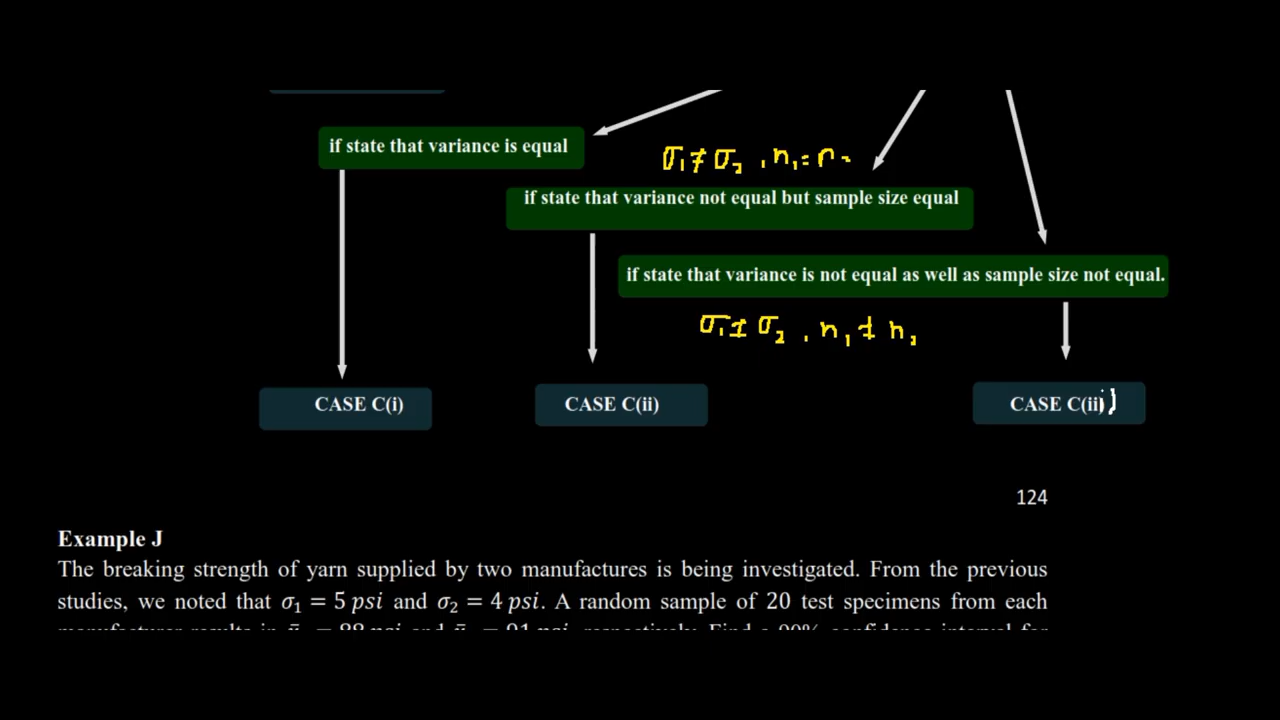 if state that variance is equal
σ₁ ≠ σ₂ , n₁ = n
if state that variance not equal but sample size equal
if state that variance is not equal as well as sample size not equal.
σ₁ ≠ σ₂ , n₁ ≠ n₂
CASE C(i)
CASE C(ii)
CASE C(iii)
124
Example J
The breaking strength of yarn supplied by two manufactures is being investigated. From the previous
studies, we noted that σ₁ = 5 psi and σ₂ = 4 psi. A random sample of 20 test specimens from each